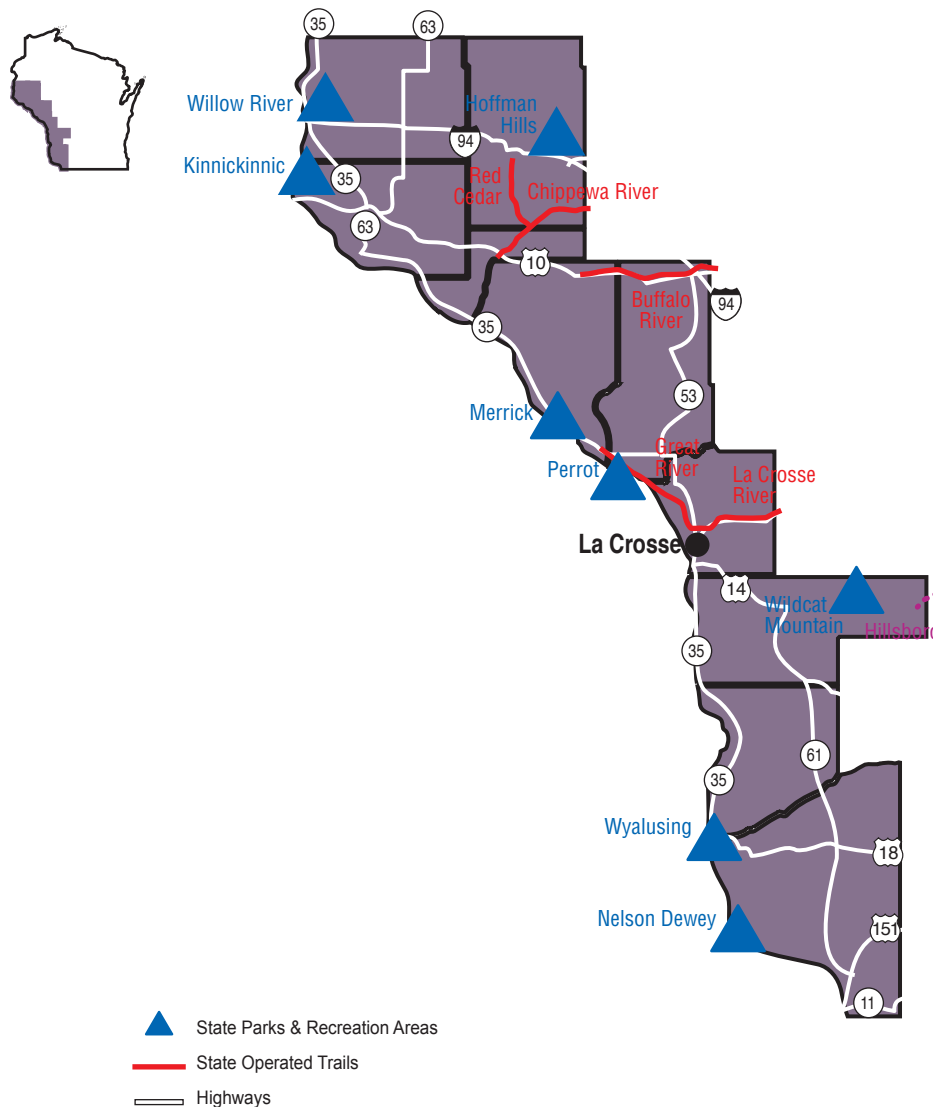 35
63
Willow River
Hoffman
Hills
94
Kinnickinnic
Red
Cedar
35
Chippewa River
63
10
Buffalo
River
94
35
53
Merrick
Great
River
Perrot
La Crosse
River
La Crosse
14
Wildcat
Mountain
Hillsboro
35
61
35
Wyalusing
18
Nelson Dewey
151
11
State Parks & Recreation Areas
State Operated Trails
Highways